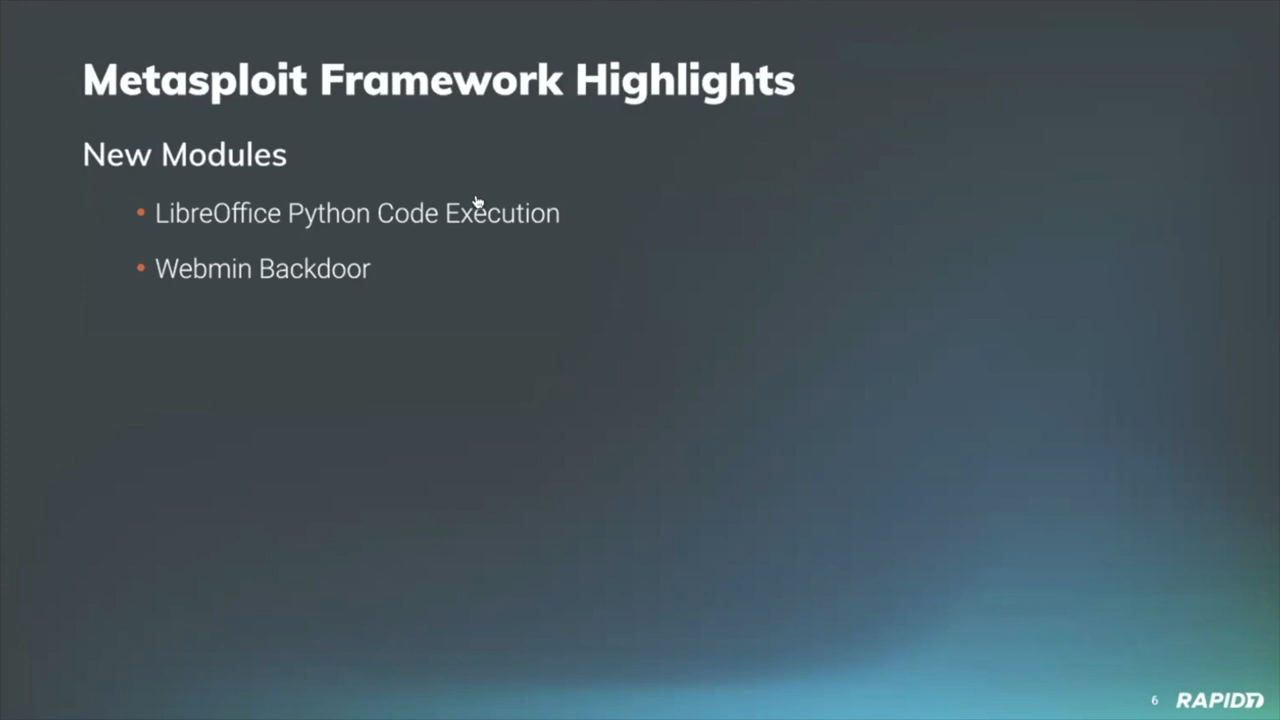 Metasploit Framework Highlights
New Modules
• LibreOffice Python Code Execution
• Webmin Backdoor
6
RAPID7